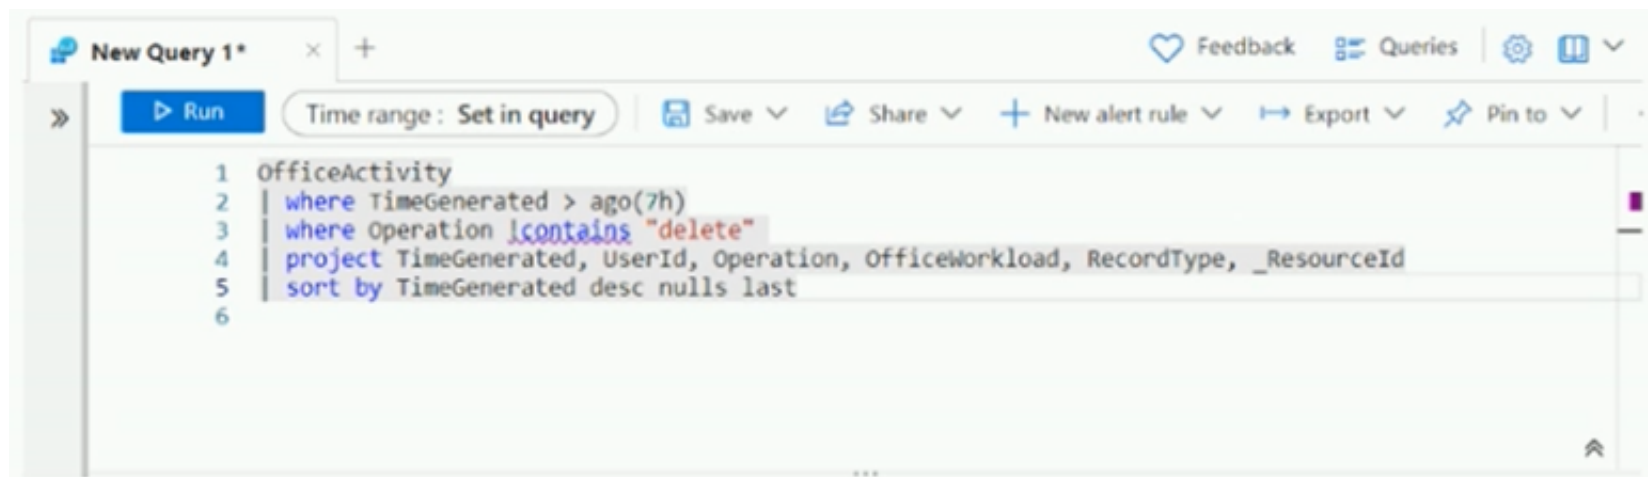 New Query 1*
Feedback Queries
Run Time range : Set in query Save Share New alert rule Export Pin to
1 OfficeActivity
2 | where TimeGenerated > ago(7h)
3 | where Operation !contains "delete"
4 | project TimeGenerated, UserId, Operation, OfficeWorkload, RecordType, _ResourceId
5 | sort by TimeGenerated desc nulls last
6